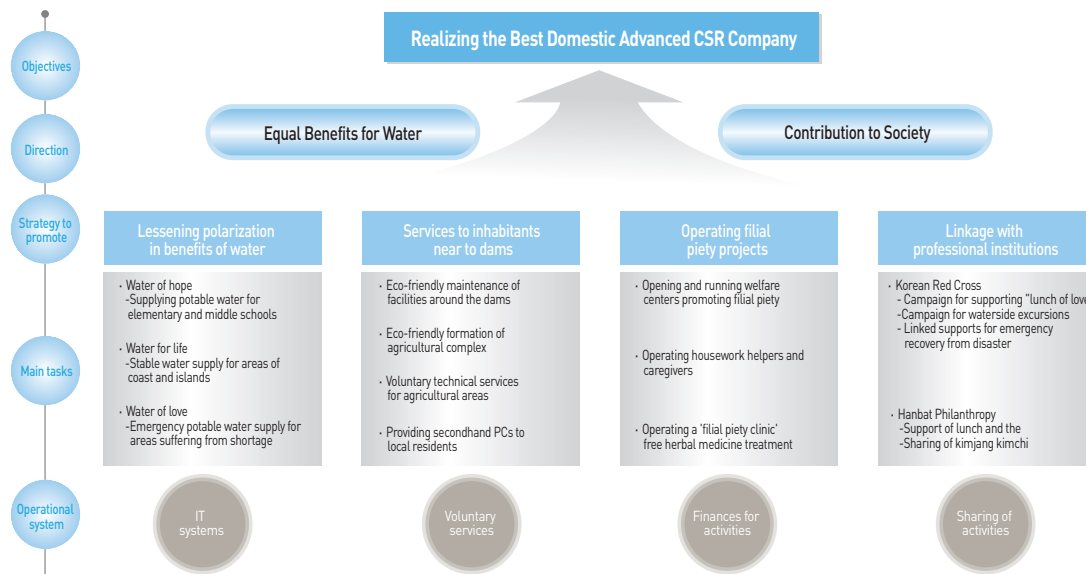 Realizing the Best Domestic Advanced CSR Company
Objectives
Equal Benefits for Water
Contribution to Society
Direction
Strategy to
promote
Lessening polarization
in benefits of water
Services to inhabitants
near to dams
Operating filial
piety projects
Linkage with
professional institutions
Main tasks
· Water of hope
-Supplying potable water for
elementary and middle schools
· Water for life
-Stable water supply for areas of
coast and islands
· Water of love
-Emergency potable water supply for
areas suffering from shortage
· Eco-friendly maintenance of
facilities around the dams
· Eco-friendly formation of
agricultural complex
· Voluntary technical services
for agricultural areas
· Providing secondhand PCs to
local residents
· Opening and running welfare
centers promoting filial piety
· Operating housework helpers and
caregivers
· Operating a 'filial piety clinic'
free herbal medicine treatment
· Korean Red Cross
- Campaign for supporting "lunch of love
-Campaign for waterside excursions
- Linked supports for emergency
recovery from disaster
· Hanbat Philanthropy
-Support of lunch and the
-Sharing of kimjang kimchi
Operational
system
IT
systems
Voluntary
services
Finances for
activities
Sharing of
activities